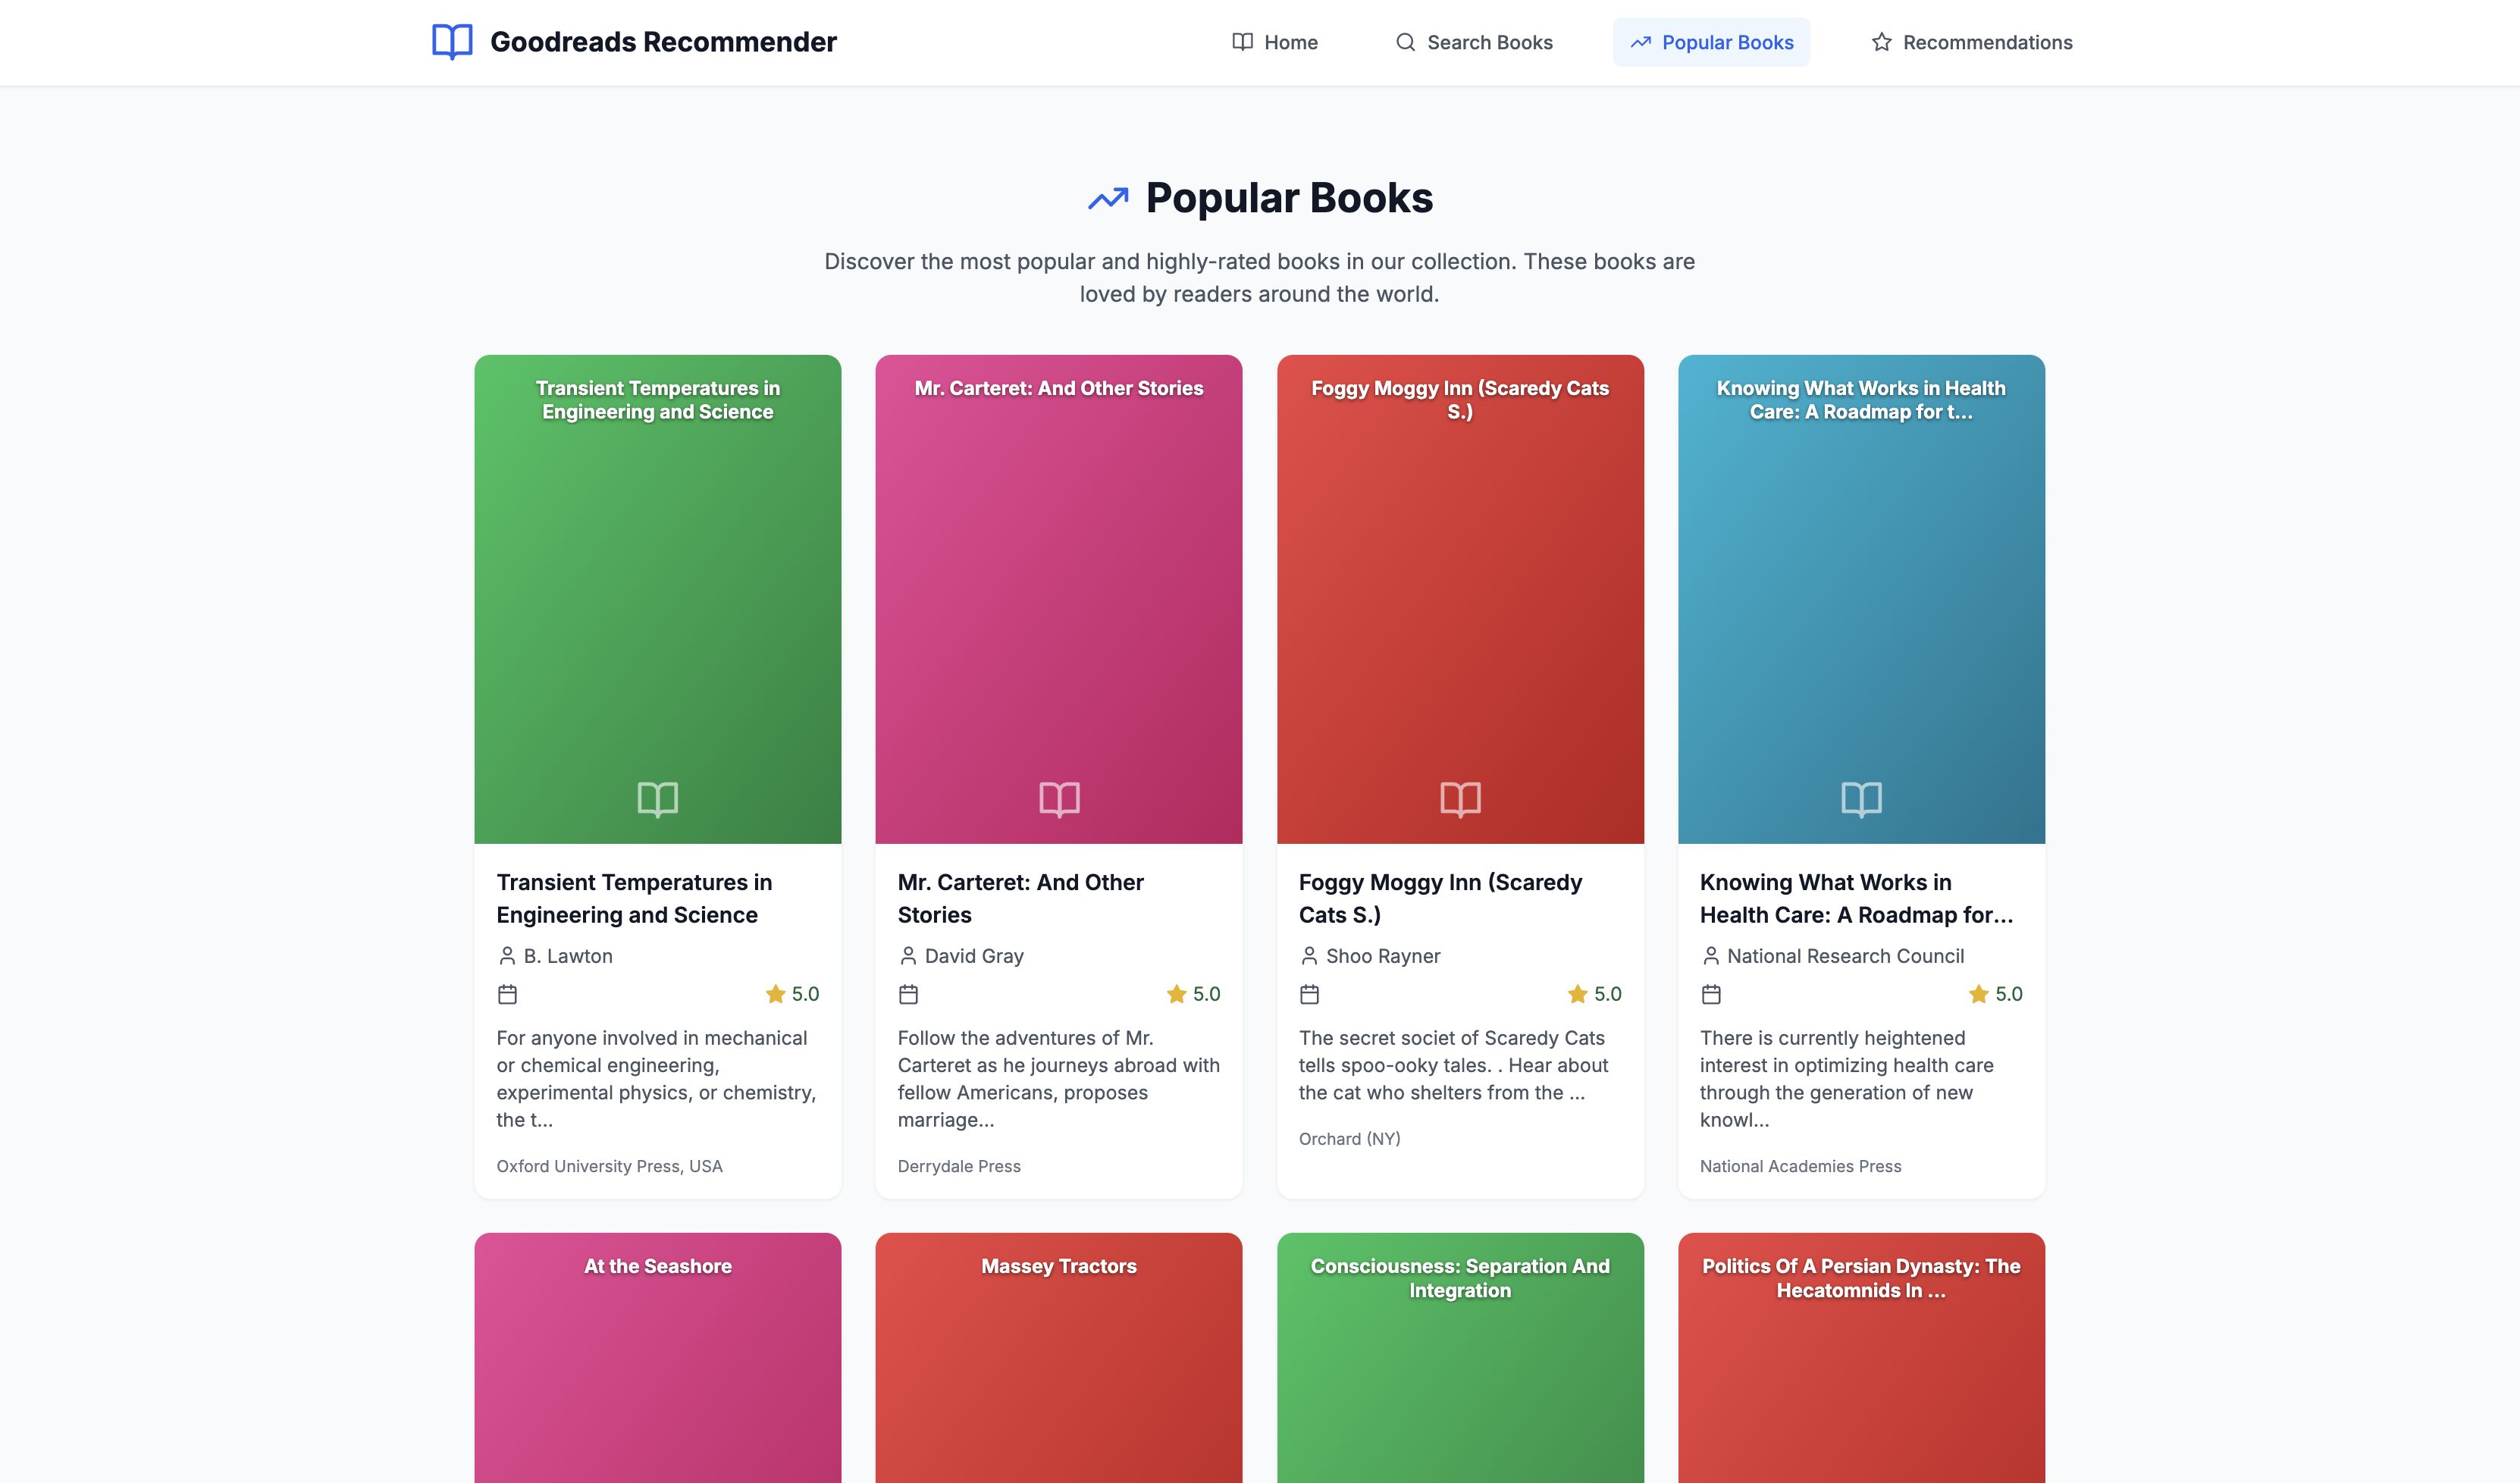 Goodreads Recommender
Home
Search Books
Popular Books
Recommendations
Popular Books
Discover the most popular and highly-rated books in our collection. These books are
loved by readers around the world.
Transient Temperatures in
Engineering and Science
Mr. Carteret: And Other Stories
Foggy Moggy Inn (Scaredy Cats
S.)
Knowing What Works in Health
Care: A Roadmap for t...
Transient Temperatures in
Engineering and Science
B. Lawton
5.0
For anyone involved in mechanical
or chemical engineering,
experimental physics, or chemistry,
the t...
Oxford University Press, USA
Mr. Carteret: And Other
Stories
David Gray
5.0
Follow the adventures of Mr.
Carteret as he journeys abroad with
fellow Americans, proposes
marriage...
Derrydale Press
Foggy Moggy Inn (Scaredy
Cats S.)
Shoo Rayner
5.0
The secret societ of Scaredy Cats
tells spoo-ooky tales. . Hear about
the cat who shelters from the ...
Orchard (NY)
Knowing What Works in
Health Care: A Roadmap for...
National Research Council
5.0
There is currently heightened
interest in optimizing health care
through the generation of new
knowl...
National Academies Press
At the Seashore
Massey Tractors
Consciousness: Separation And
Integration
Politics Of A Persian Dynasty: The
Hecatomnids In ...